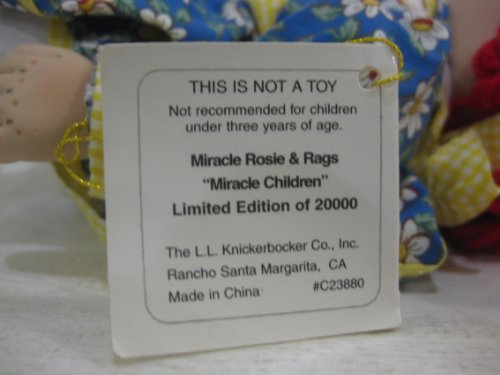 THIS IS NOT A TOY
Not recommended for children
under three years of age.
Miracle Rosie & Rags
"Miracle Children"
Limited Edition of 20000
The L.L. Knickerbocker Co., Inc.
Rancho Santa Margarita, CA
Made in China #C23880